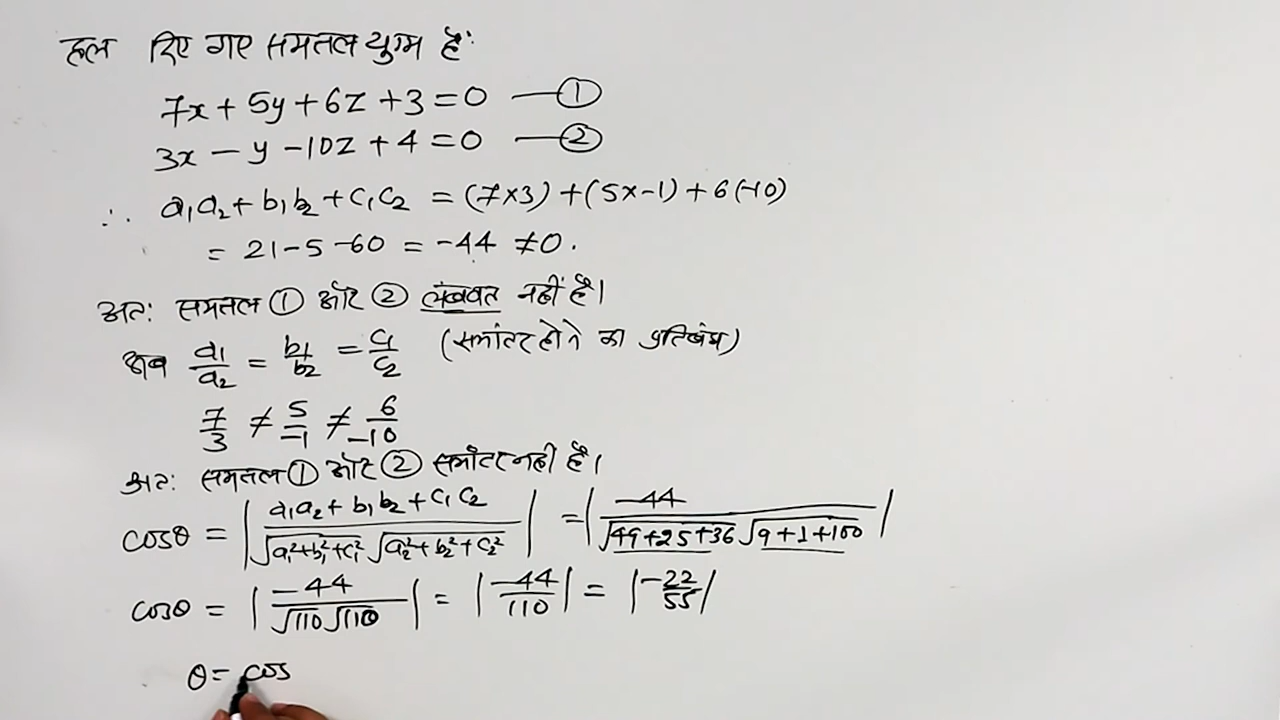 हल दिए गए समतल युग्म हैं:
7x + 5y + 6z + 3 = 0 —①
3x - y - 10z + 4 = 0 —②
∴ a₁a₂ + b₁b₂ + c₁c₂ = (7×3) + (5x-1) + 6(-10)
= 21 - 5 - 60 = -44 ≠ 0.
अत: समतल ① और ② लंबवत नहीं है।
अब a₁/a₂ = b₁/b₂ = c₁/c₂ (समांतर होने का प्रतिबंध)
7/3 ≠ 5/-1 ≠ 6/-10
अत: समतल ① और ② समांतर नहीं है।
cosθ = |(a₁a₂ + b₁b₂ + c₁c₂)/(√(a₁²+b₁²+c₁²) √(a₂²+b₂²+c₂²))| = |-44/(√(49+25+36) √(9+1+100))|
cosθ = |-44/(√110 √110)| = |-44/110| = |-22/55|
θ = cos